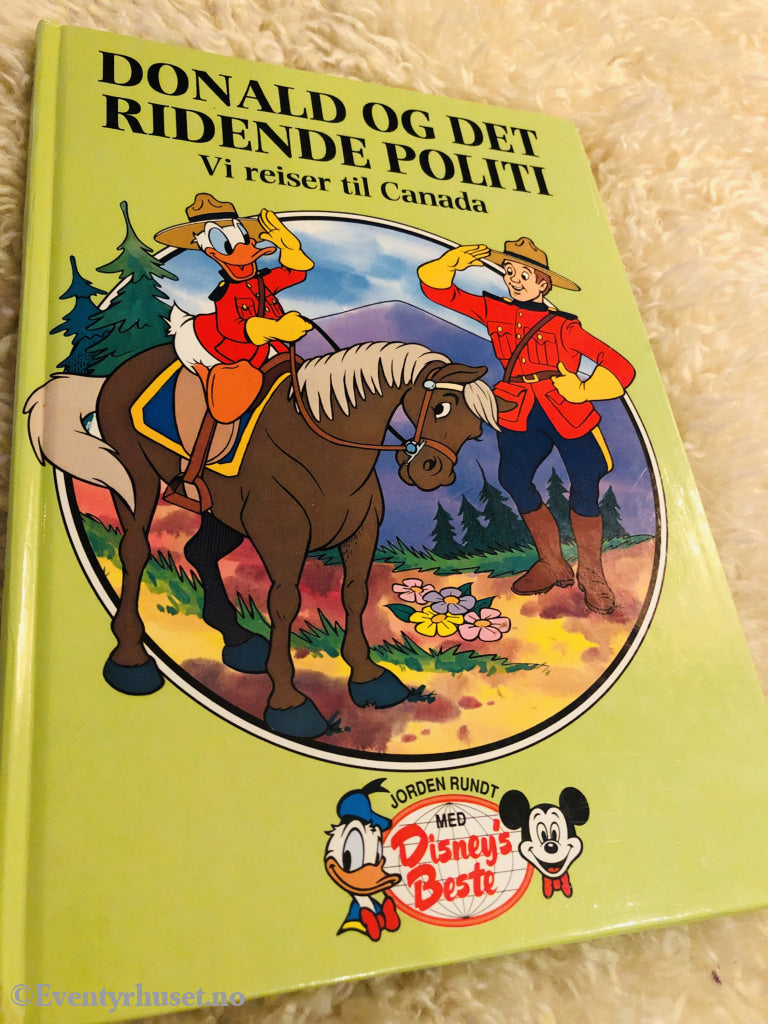 DONALD OG DET
RIDENDE POLITI
Vi reiser til Canada
JORDEN RUNDT
MED
Disney's
Beste
©Eventyrhuset.no